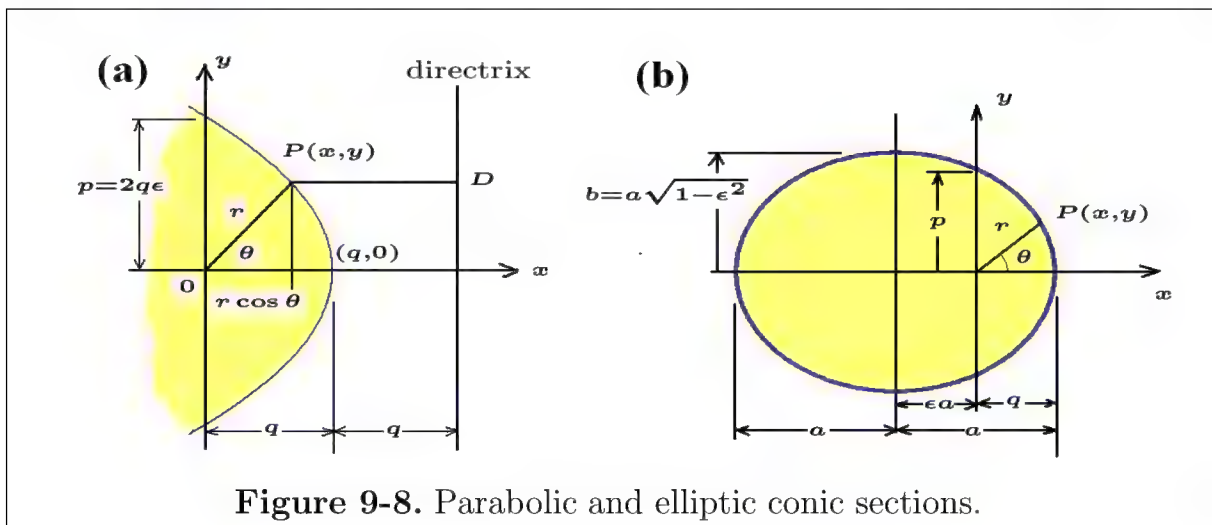 (a)
y
directrix
P(x,y)
D
p=2qϵ
r
θ
(q,0)
0
r cos θ
x
q
q
(b)
y
b=a√1−ϵ²
p
r
P(x,y)
θ
x
ϵa
q
a
a
Figure 9-8. Parabolic and elliptic conic sections.